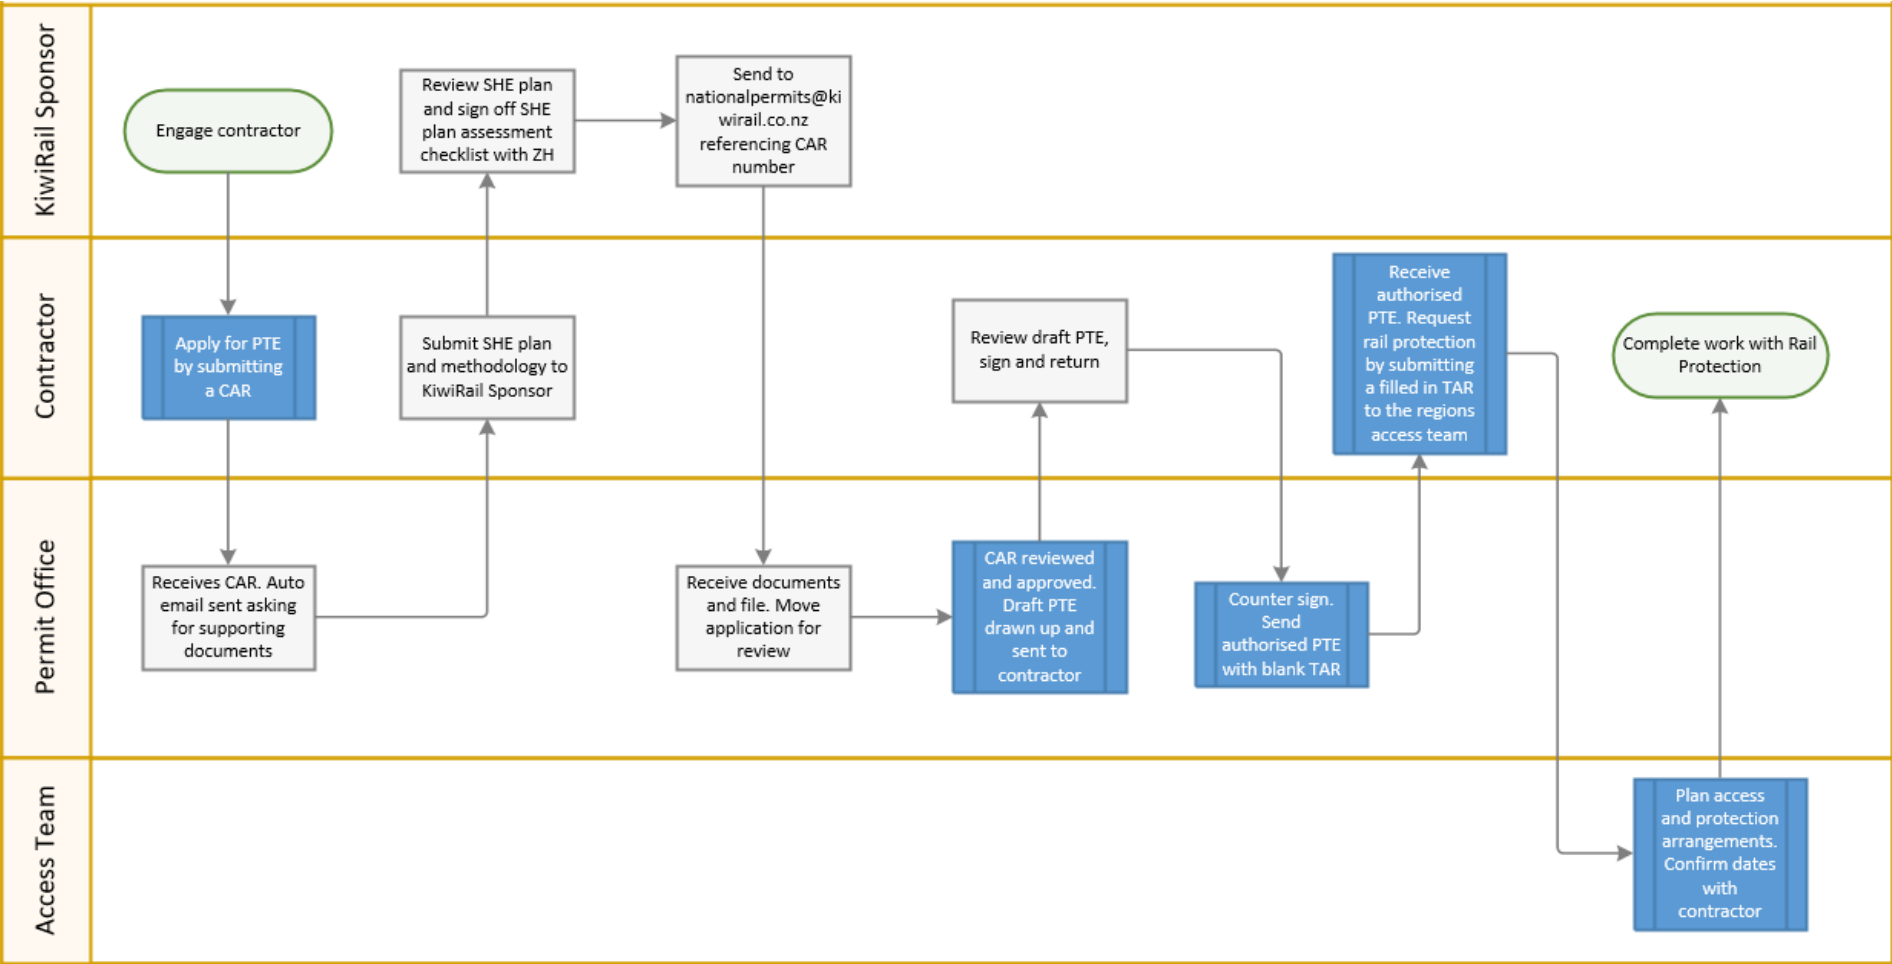 KiwiRail Sponsor
Engage contractor
Review SHE plan
and sign off SHE
plan assessment
checklist with ZH
Send to
nationalpermits@ki
wirail.co.nz
referencing CAR
number
Contractor
Apply for PTE
by submitting
a CAR
Submit SHE plan
and methodology to
KiwiRail Sponsor
Review draft PTE,
sign and return
Receive
authorised
PTE. Request
rail protection
by submitting
a filled in TAR
to the regions
access team
Complete work with Rail
Protection
Permit Office
Receives CAR. Auto
email sent asking
for supporting
documents
Receive documents
and file. Move
application for
review
CAR reviewed
and approved.
Draft PTE
drawn up and
sent to
contractor
Counter sign.
Send
authorised PTE
with blank TAR
Access Team
Plan access
and protection
arrangements.
Confirm dates
with
contractor